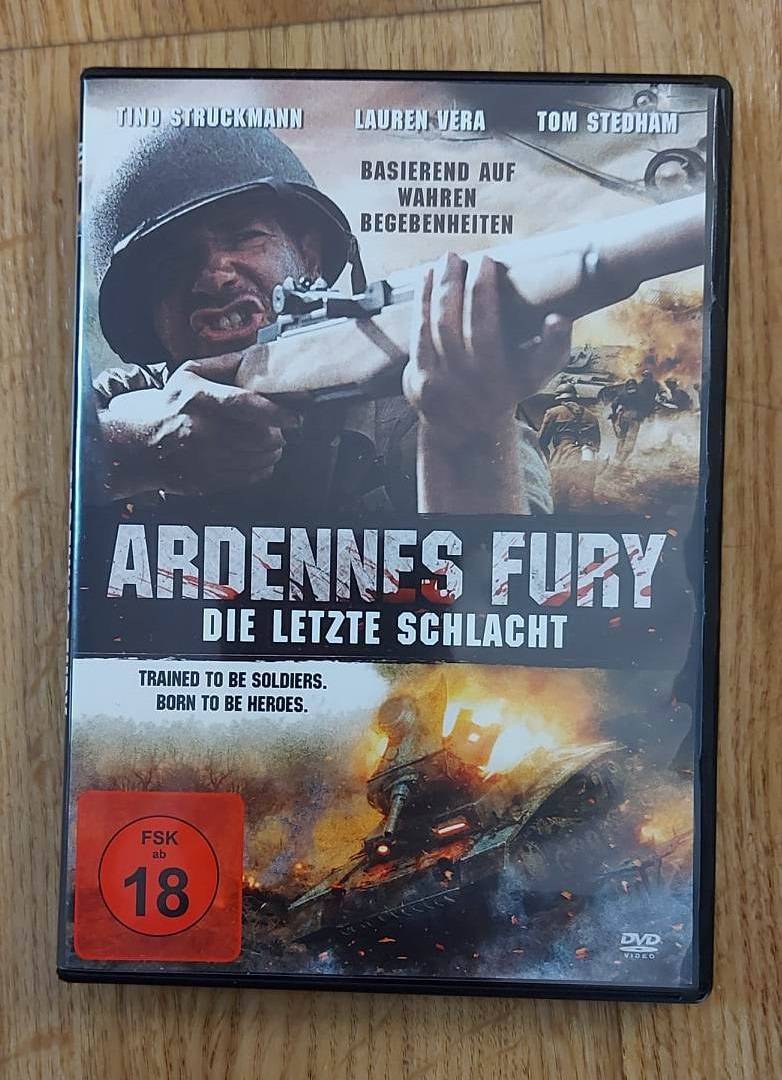 TINO STRUCKMANN LAUREN VERA TOM STEDHAM
BASIEREND AUF
WAHREN
BEGEBENHEITEN
ARDENNES FURY
DIE LETZTE SCHLACHT
TRAINED TO BE SOLDIERS.
BORN TO BE HEROES.
FSK
ab
18
DVD
VIDEO